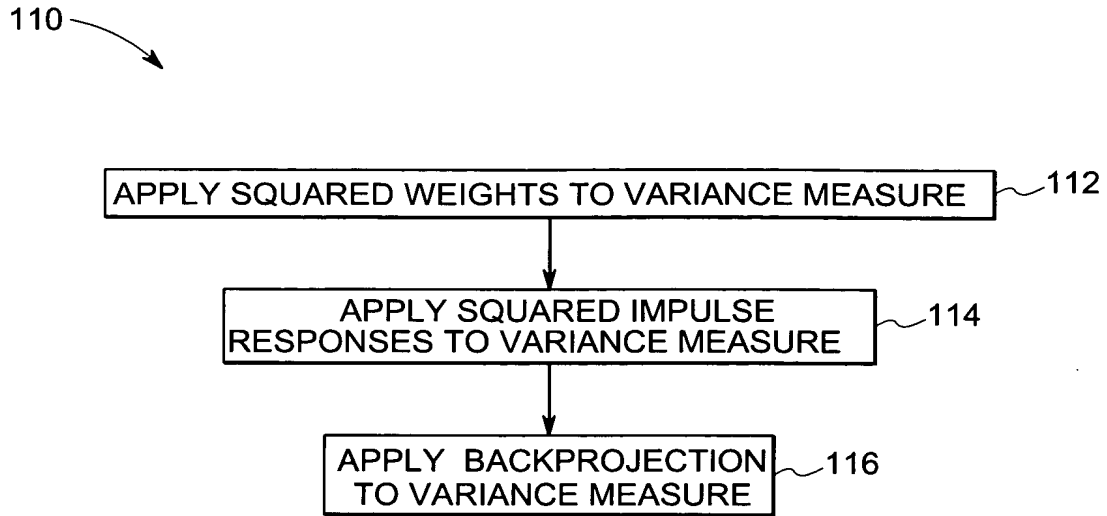 110
APPLY SQUARED WEIGHTS TO VARIANCE MEASURE
112
APPLY SQUARED IMPULSE
RESPONSES TO VARIANCE MEASURE
114
APPLY BACKPROJECTION
TO VARIANCE MEASURE
116